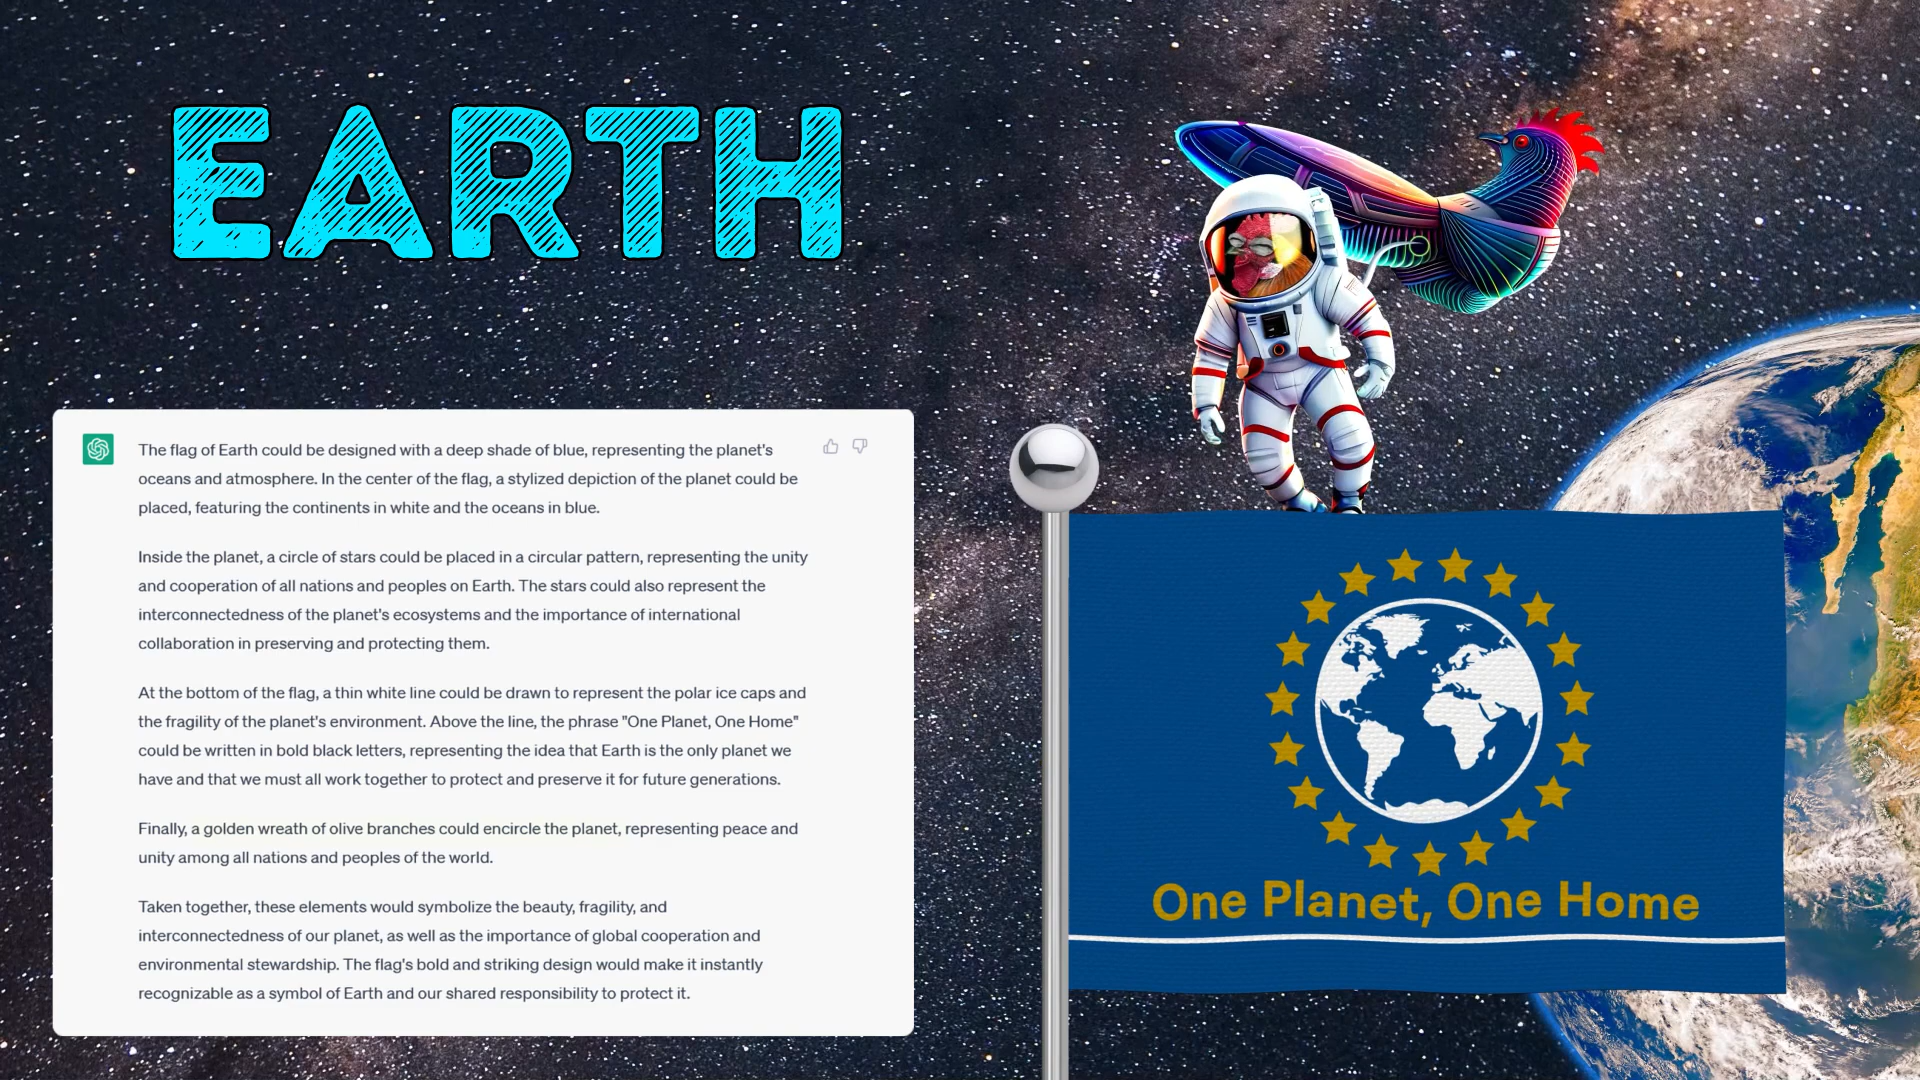 EARTH
The flag of Earth could be designed with a deep shade of blue, representing the planet's
oceans and atmosphere. In the center of the flag, a stylized depiction of the planet could be
placed, featuring the continents in white and the oceans in blue.
Inside the planet, a circle of stars could be placed in a circular pattern, representing the unity
and cooperation of all nations and peoples on Earth. The stars could also represent the
interconnectedness of the planet's ecosystems and the importance of international
collaboration in preserving and protecting them.
At the bottom of the flag, a thin white line could be drawn to represent the polar ice caps and
the fragility of the planet's environment. Above the line, the phrase "One Planet, One Home"
could be written in bold black letters, representing the idea that Earth is the only planet we
have and that we must all work together to protect and preserve it for future generations.
Finally, a golden wreath of olive branches could encircle the planet, representing peace and
unity among all nations and peoples of the world.
Taken together, these elements would symbolize the beauty, fragility, and
interconnectedness of our planet, as well as the importance of global cooperation and
environmental stewardship. The flag's bold and striking design would make it instantly
recognizable as a symbol of Earth and our shared responsibility to protect it.
One Planet, One Home